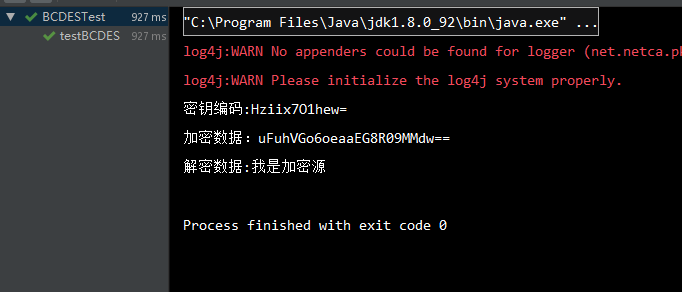 BCDESTest 927 ms
testBCDES 927 ms
"C:\Program Files\Java\jdk1.8.0_92\bin\java.exe" ...
log4j:WARN No appenders could be found for logger (net.netca.pk
log4j:WARN Please initialize the log4j system properly.
密钥编码:Hziix7O1hew=
加密数据：uFuhVGo6oeaaEG8R09MMdw==
解密数据:我是加密源
Process finished with exit code 0